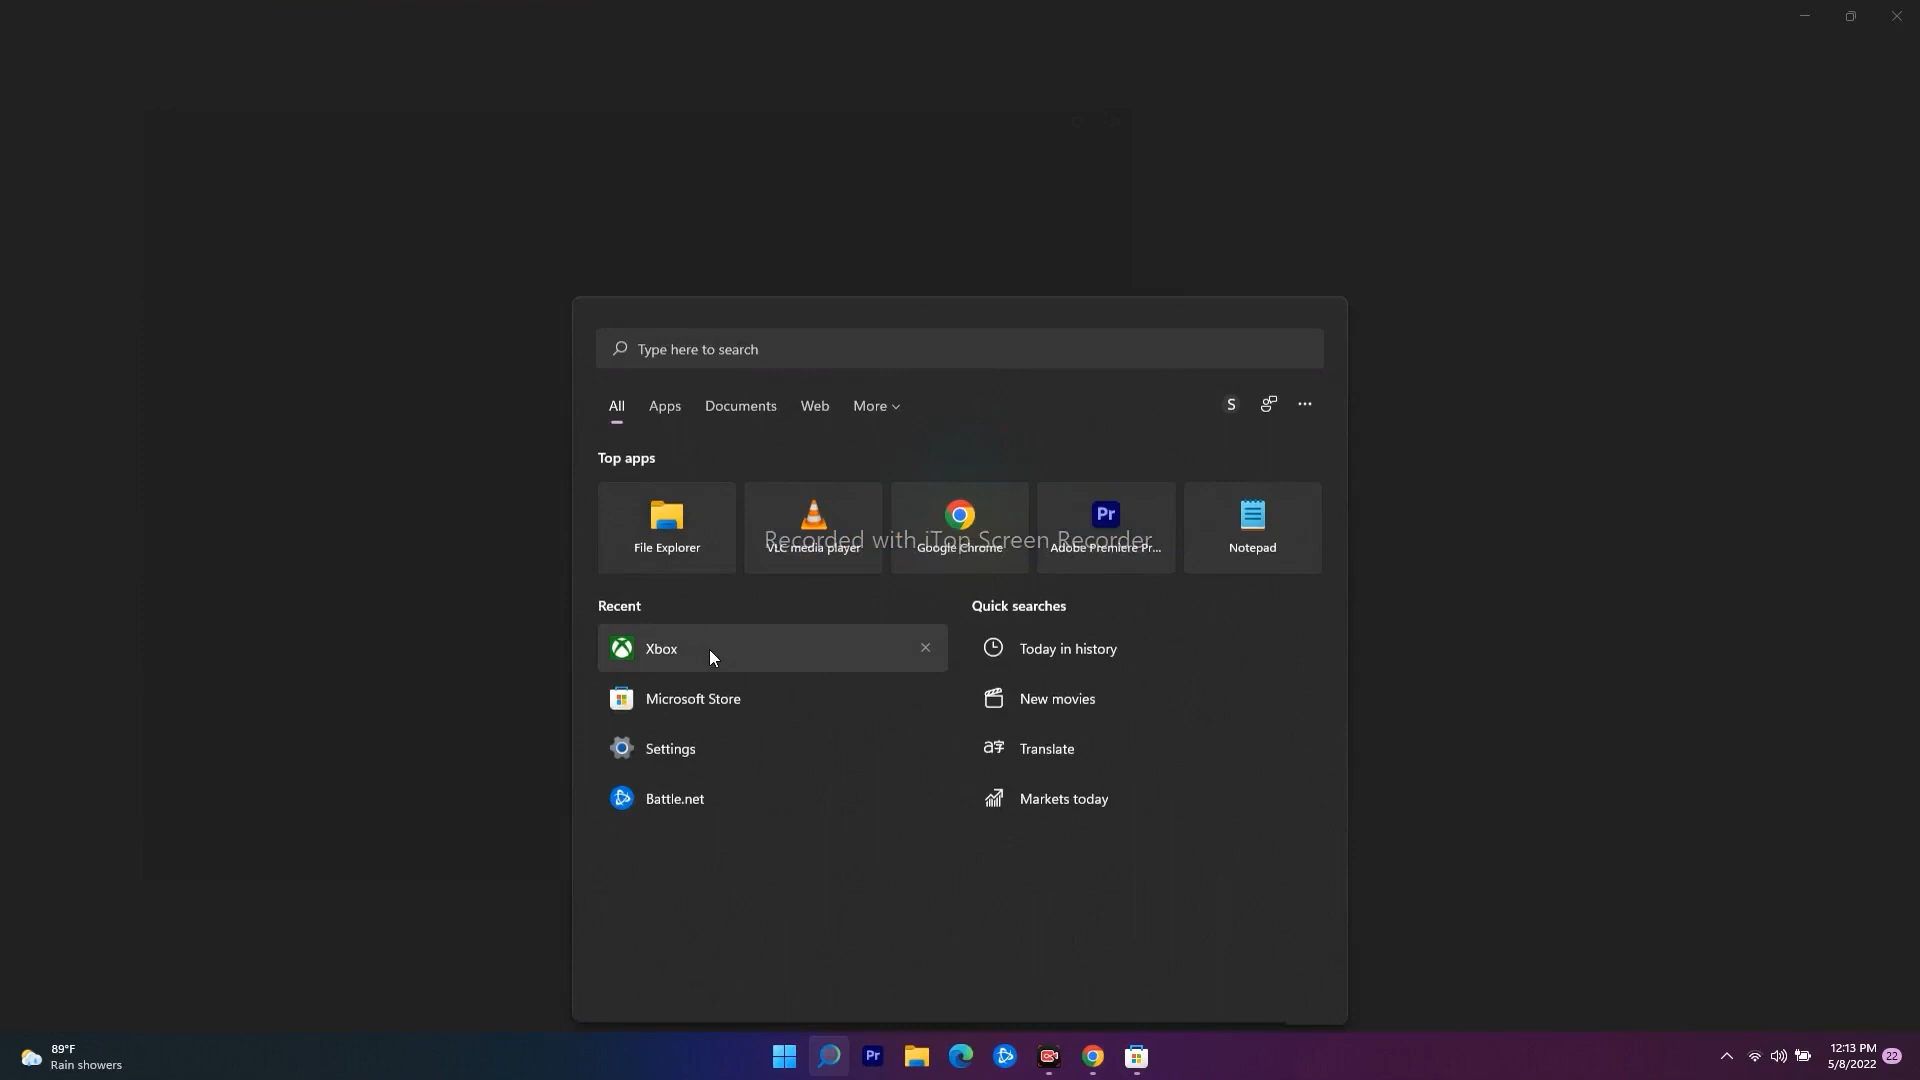 Type here to search
All Apps Documents Web More
S
Top apps
Pr
File Explorer VLC media player Google Chrome Adobe Premiere Pr... Notepad
Recorded with iTop Screen Recorder
Recent Quick searches
Xbox Today in history
Microsoft Store New movies
Settings Translate
Battle.net Markets today
89°F
Rain showers
Pr
12:13 PM
5/8/2022
22